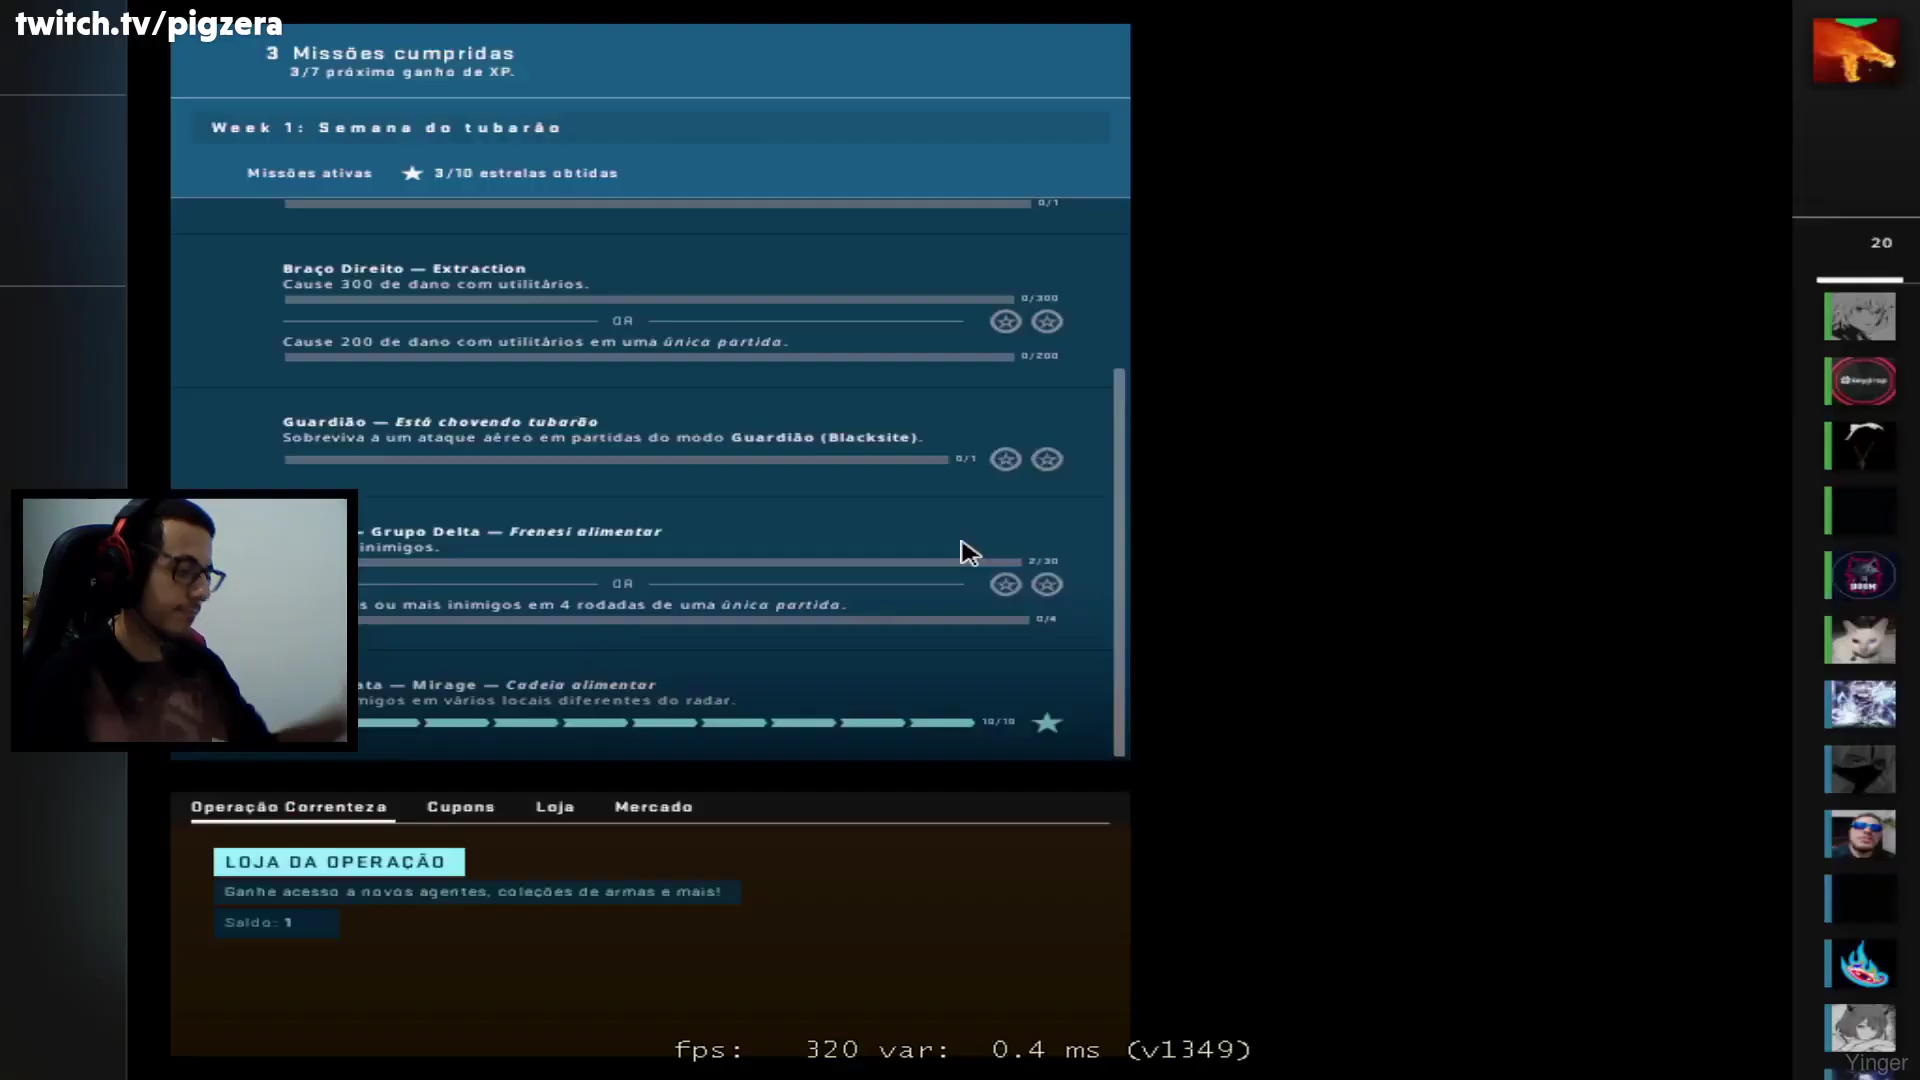 twitch.tv/pigzera
3 Missões cumpridas
3/7 próximo ganho de XP.
Week 1: Semana do tubarão
Missões ativas
3/10 estrelas obtidas
0/1
Braço Direito — Extraction
Cause 300 de dano com utilitários.
0/300
OR
Cause 200 de dano com utilitários em uma única partida.
0/200
Guardião — Está chovendo tubarão
Sobreviva a um ataque aéreo em partidas do modo Guardião (Blacksite).
0/1
– Grupo Delta — Frenesi alimentar
inimigos.
2/30
OR
s ou mais inimigos em 4 rodadas de uma única partida.
0/4
ata — Mirage — Cadeia alimentar
migos em vários locais diferentes do radar.
10/10
Operação Correnteza Cupons Loja Mercado
LOJA DA OPERAÇÃO
Ganhe acesso a novos agentes, coleções de armas e mais!
Saldo: 1
fps: 320 var: 0.4 ms (v1349)
20
DOOM
Yinger